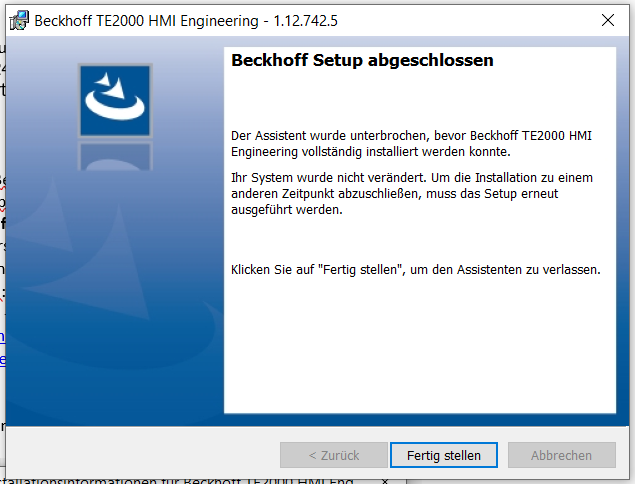 Beckhoff TE2000 HMI Engineering - 1.12.742.5
Beckhoff Setup abgeschlossen
Der Assistent wurde unterbrochen, bevor Beckhoff TE2000 HMI
Engineering vollständig installiert werden konnte.
Ihr System wurde nicht verändert. Um die Installation zu einem
anderen Zeitpunkt abzuschließen, muss das Setup erneut
ausgeführt werden.
Klicken Sie auf "Fertig stellen", um den Assistenten zu verlassen.
< Zurück
Fertig stellen
Abbrechen
für Beckhoff TE2000 HMI Eng